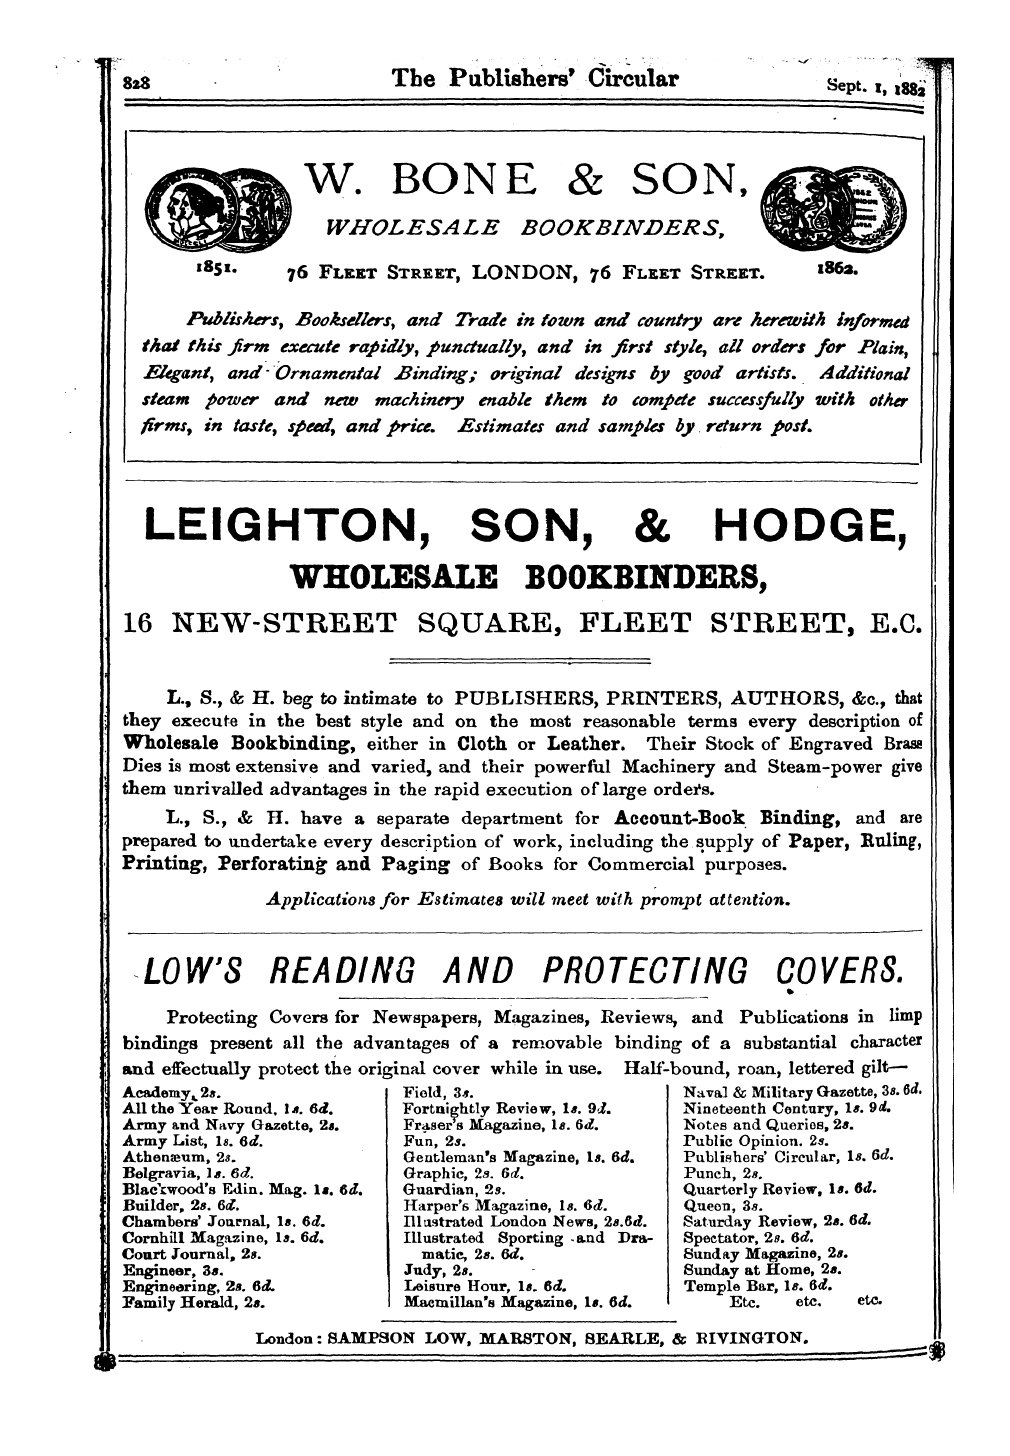 828 The Publishers' Circular Sept. 1, 1882
W. BONE & SON,
WHOLESALE BOOKBINDERS,
1851. 76 FLEET STREET, LONDON, 76 FLEET STREET. 1862.
Publishers, Booksellers, and Trade in town and country are herewith informed
that this firm execute rapidly, punctually, and in first style, all orders for Plain,
Elegant, and Ornamental Binding; original designs by good artists. Additional
steam power and new machinery enable them to compete successfully with other
firms, in taste, speed, and price. Estimates and samples by return post.
LEIGHTON, SON, & HODGE,
WHOLESALE BOOKBINDERS,
16 NEW-STREET SQUARE, FLEET STREET, E.C.
L., S., & H. beg to intimate to PUBLISHERS, PRINTERS, AUTHORS, &c., that
they execute in the best style and on the most reasonable terms every description of
Wholesale Bookbinding, either in Cloth or Leather. Their Stock of Engraved Brass
Dies is most extensive and varied, and their powerful Machinery and Steam-power give
them unrivalled advantages in the rapid execution of large orders.
L., S., & H. have a separate department for Account-Book Binding, and are
prepared to undertake every description of work, including the supply of Paper, Ruling,
Printing, Perforating and Paging of Books for Commercial purposes.
Applications for Estimates will meet with prompt attention.
LOW'S READING AND PROTECTING COVERS.
Protecting Covers for Newspapers, Magazines, Reviews, and Publications in limp
bindings present all the advantages of a removable binding of a substantial character
and effectually protect the original cover while in use. Half-bound, roan, lettered gilt—
Academy, 2s.
All the Year Round, 1s. 6d.
Army and Navy Gazette, 2s.
Army List, 1s. 6d.
Athenæum, 2s.
Belgravia, 1s. 6d.
Blackwood's Edin. Mag. 1s. 6d.
Builder, 2s. 6d.
Chambers' Journal, 1s. 6d.
Cornhill Magazine, 1s. 6d.
Court Journal, 2s.
Engineer, 3s.
Engineering, 2s. 6d.
Family Herald, 2s.
Field, 3s.
Fortnightly Review, 1s. 9d.
Fraser's Magazine, 1s. 6d.
Fun, 2s.
Gentleman's Magazine, 1s. 6d.
Graphic, 2s. 6d.
Guardian, 2s.
Harper's Magazine, 1s. 6d.
Illustrated London News, 2s.6d.
Illustrated Sporting and Dra-
matic, 2s. 6d.
Judy, 2s.
Leisure Hour, 1s. 6d.
Macmillan's Magazine, 1s. 6d.
Naval & Military Gazette, 3s. 6d.
Nineteenth Century, 1s. 9d.
Notes and Queries, 2s.
Public Opinion. 2s.
Publishers' Circular, 1s. 6d.
Punch, 2s.
Quarterly Review, 1s. 6d.
Queen, 3s.
Saturday Review, 2s. 6d.
Spectator, 2s. 6d.
Sunday Magazine, 2s.
Sunday at Home, 2s.
Temple Bar, 1s. 6d.
Etc. etc. etc.
London: SAMPSON LOW, MARSTON, SEARLE, & RIVINGTON.